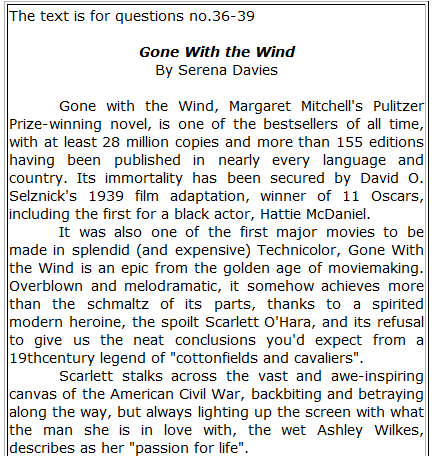 The text is for questions no.36-39
Gone With the Wind
By Serena Davies
Gone with the Wind, Margaret Mitchell's Pulitzer
Prize-winning novel, is one of the bestsellers of all time,
with at least 28 million copies and more than 155 editions
having been published in nearly every language and
country. Its immortality has been secured by David O.
Selznick's 1939 film adaptation, winner of 11 Oscars,
including the first for a black actor, Hattie McDaniel.
It was also one of the first major movies to be
made in splendid (and expensive) Technicolor, Gone With
the Wind is an epic from the golden age of moviemaking.
Overblown and melodramatic, it somehow achieves more
than the schmaltz of its parts, thanks to a spirited
modern heroine, the spoilt Scarlett O'Hara, and its refusal
to give us the neat conclusions you'd expect from a
19thcentury legend of "cottonfields and cavaliers".
Scarlett stalks across the vast and awe-inspiring
canvas of the American Civil War, backbiting and betraying
along the way, but always lighting up the screen with what
the man she is in love with, the wet Ashley Wilkes,
describes as her "passion for life".